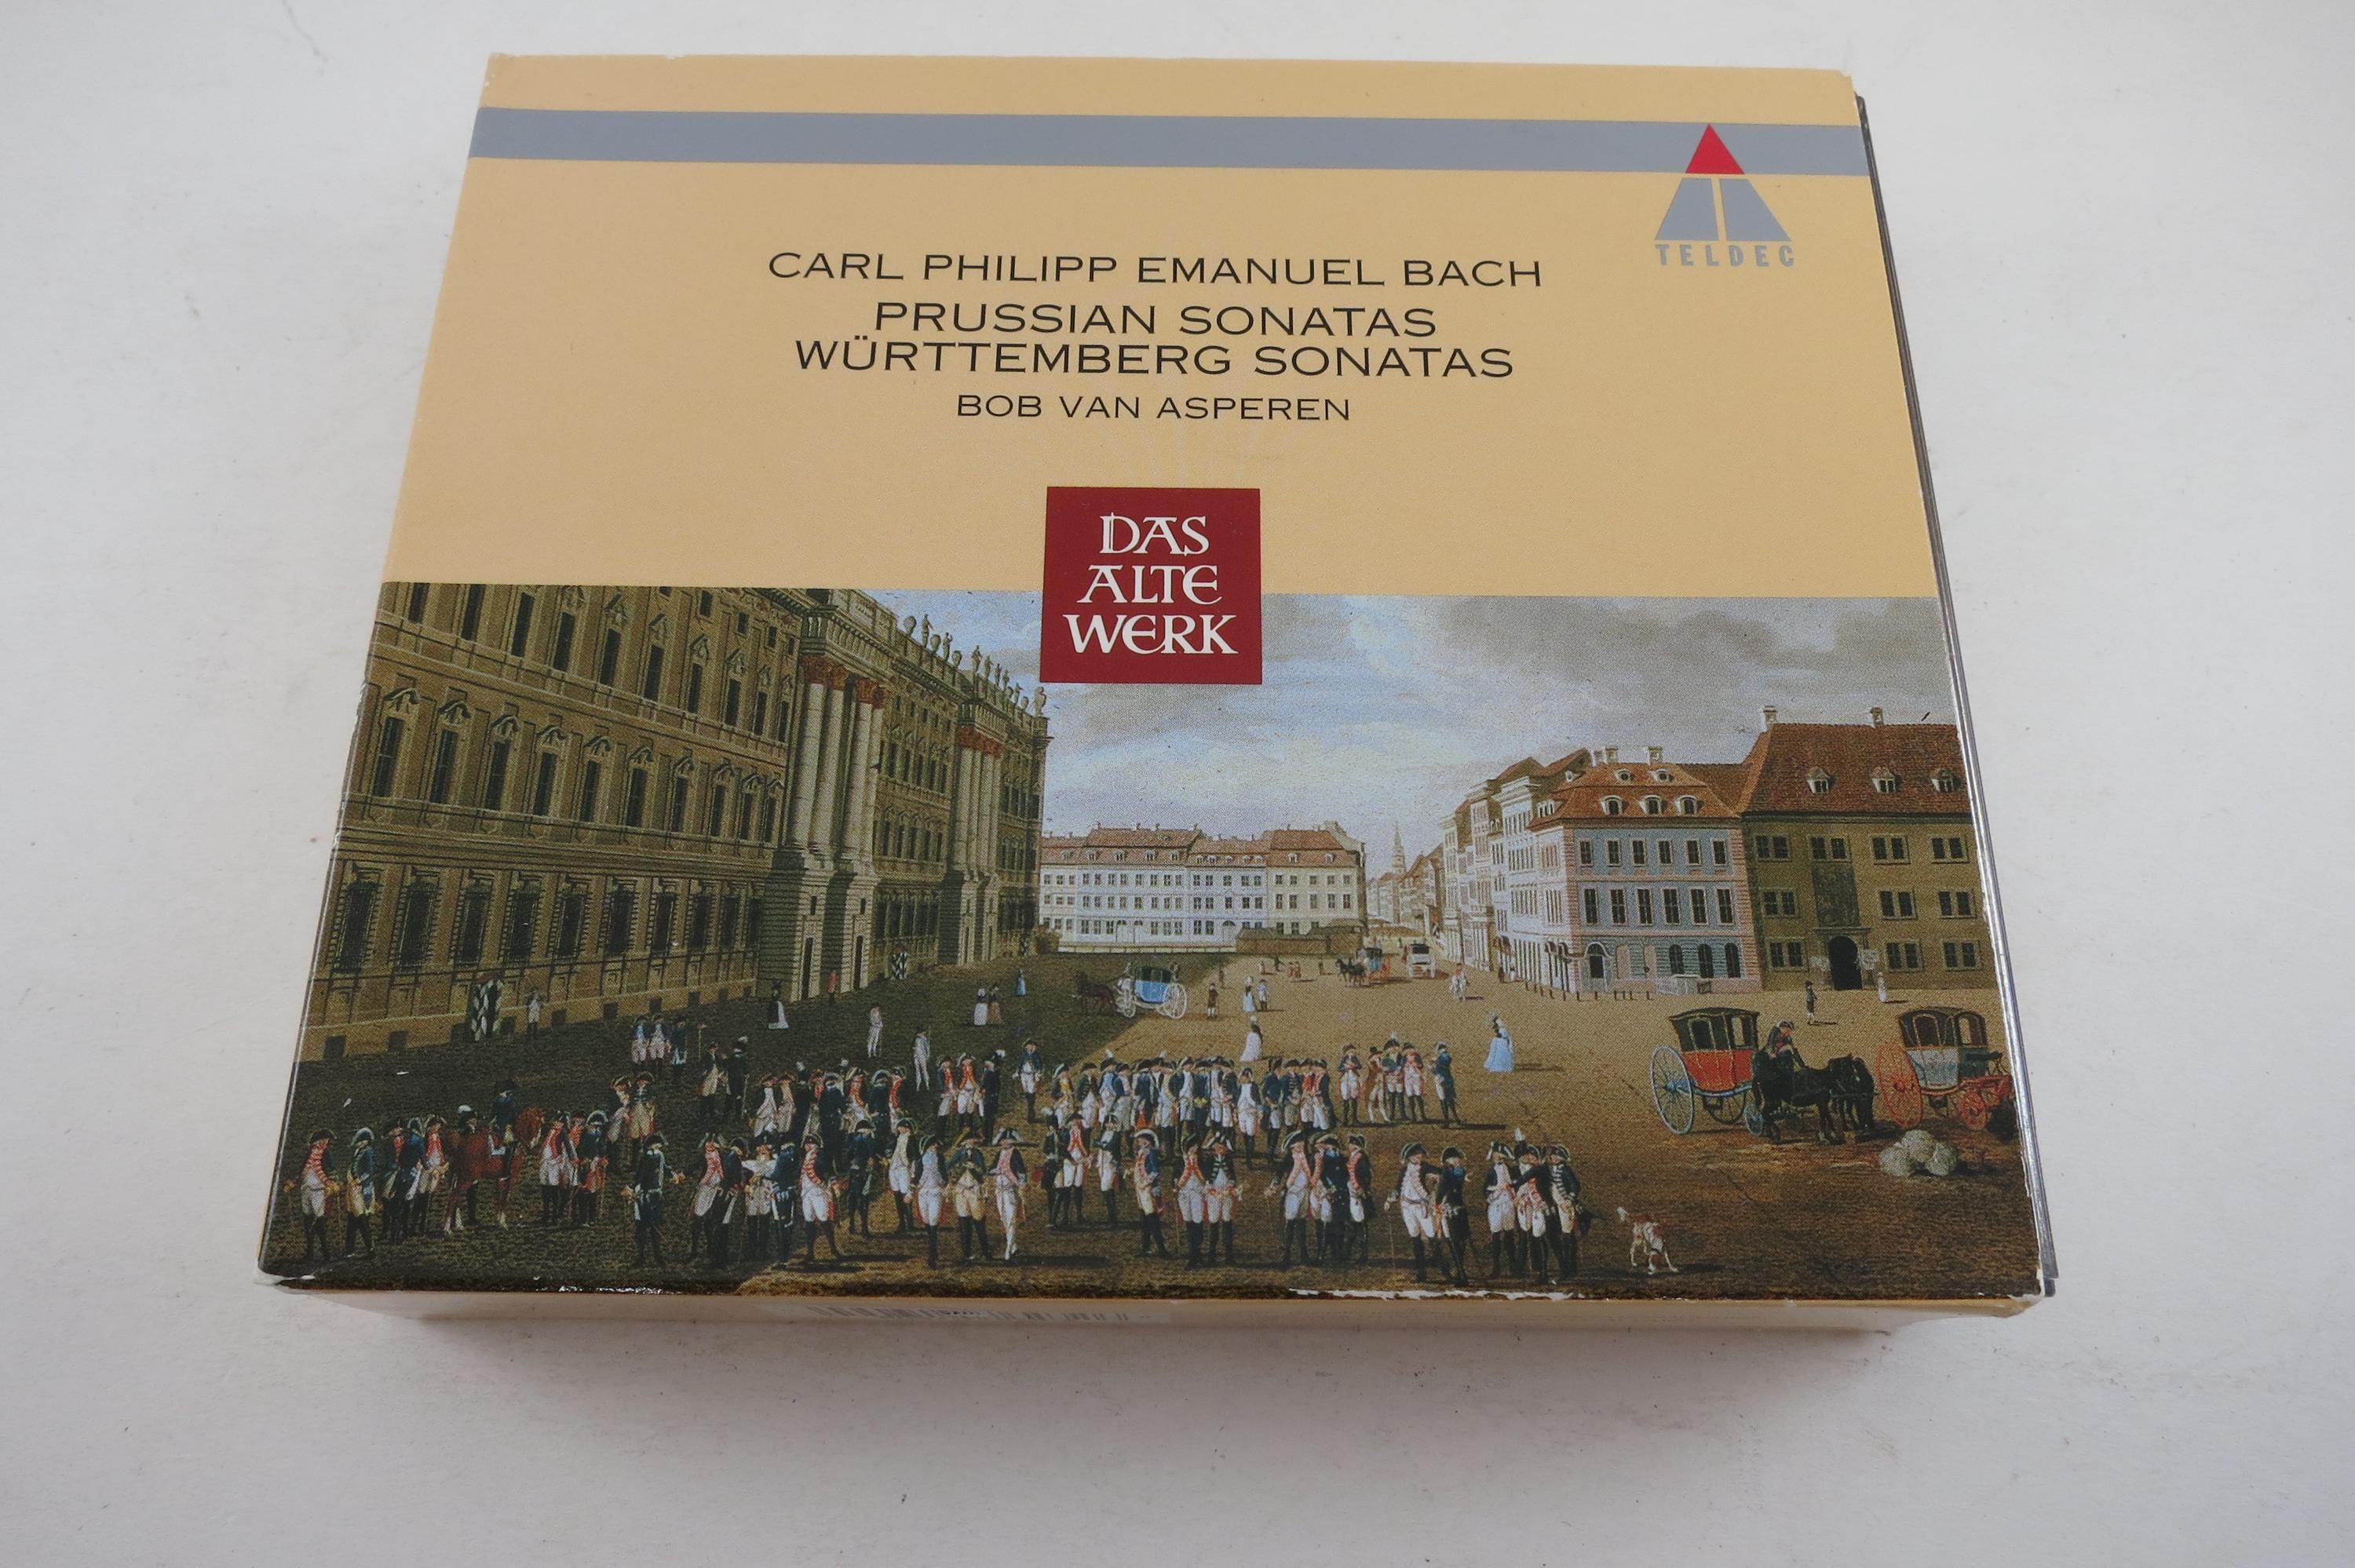 CARL PHILIPP EMANUEL BACH
PRUSSIAN SONATAS
WÜRTTEMBERG SONATAS
BOB VAN ASPEREN
TELDEC
DAS
ALTE
WERK